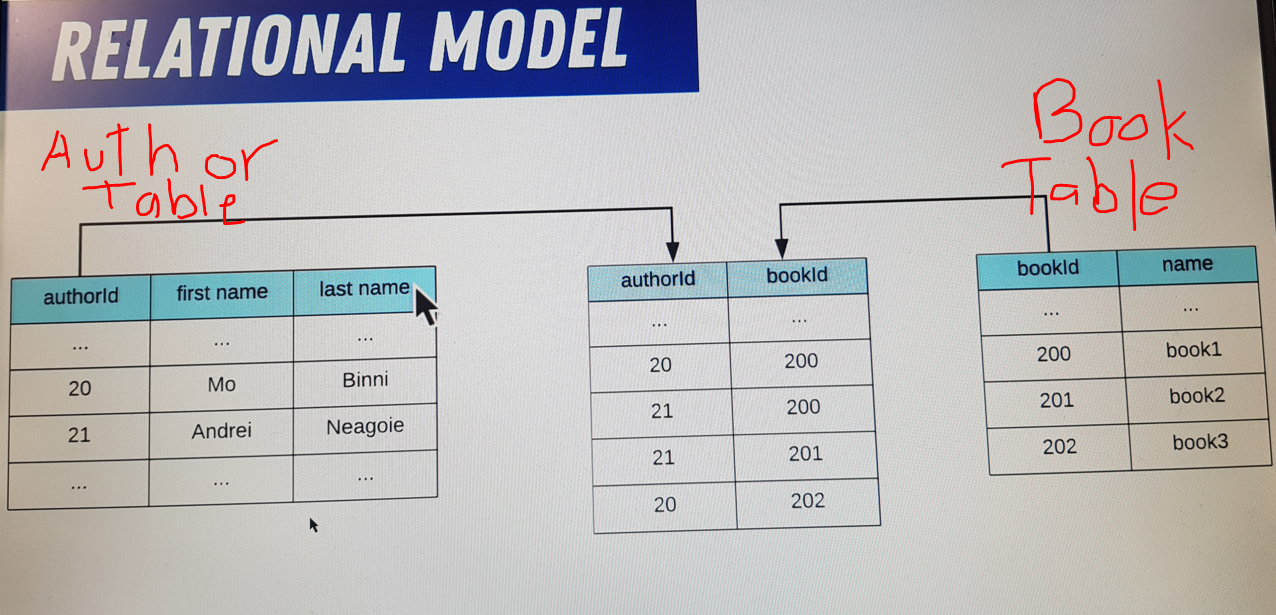 RELATIONAL MODEL
Author
Table
Book
Table
authorId first name last name
... ... ...
20 Mo Binni
21 Andrei Neagoie
... ... ...
authorId bookId
... ...
20 200
21 200
21 201
20 202
bookId name
... ...
200 book1
201 book2
202 book3